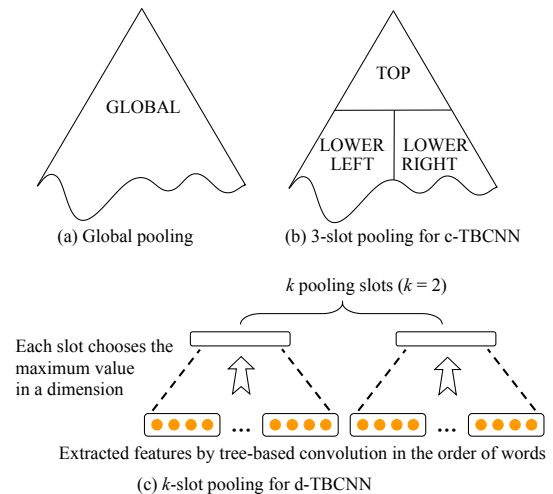 GLOBAL
TOP
LOWER
LEFT
LOWER
RIGHT
(a) Global pooling
(b) 3-slot pooling for c-TBCNN
k pooling slots (k = 2)
Each slot chooses the
maximum value
in a dimension
...
...
Extracted features by tree-based convolution in the order of words
(c) k-slot pooling for d-TBCNN